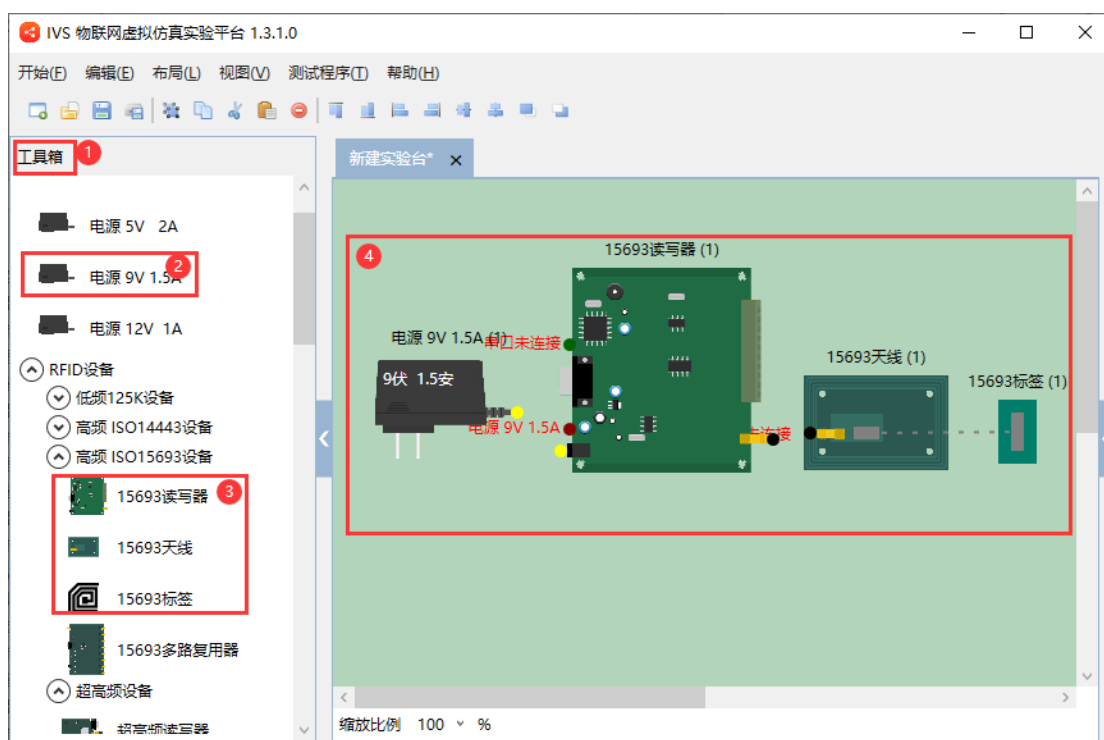 IVS 物联网虚拟仿真实验平台 1.3.1.0
开始(F) 编辑(E) 布局(L) 视图(V) 测试程序(T) 帮助(H)
工具箱
1
电源 5V 2A
电源 9V 1.5A
2
电源 12V 1A
RFID设备
低频125K设备
高频 ISO14443设备
高频 ISO15693设备
15693读写器
3
15693天线
15693标签
15693多路复用器
超高频设备
超高频读写器
新建实验台*
4
15693读写器 (1)
电源 9V 1.5A (1)
串口未连接
9伏 1.5安
电源 9V 1.5A
未连接
15693天线 (1)
15693标签 (1)
缩放比例 100 %